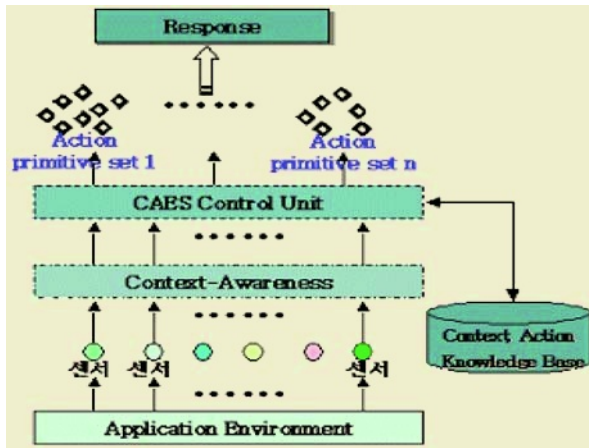 Response
Action
primitive set 1
Action
primitive set n
CAES Control Unit
Context-Awareness
센서 센서 센서
Context Action
Knowledge Base
Application Environment